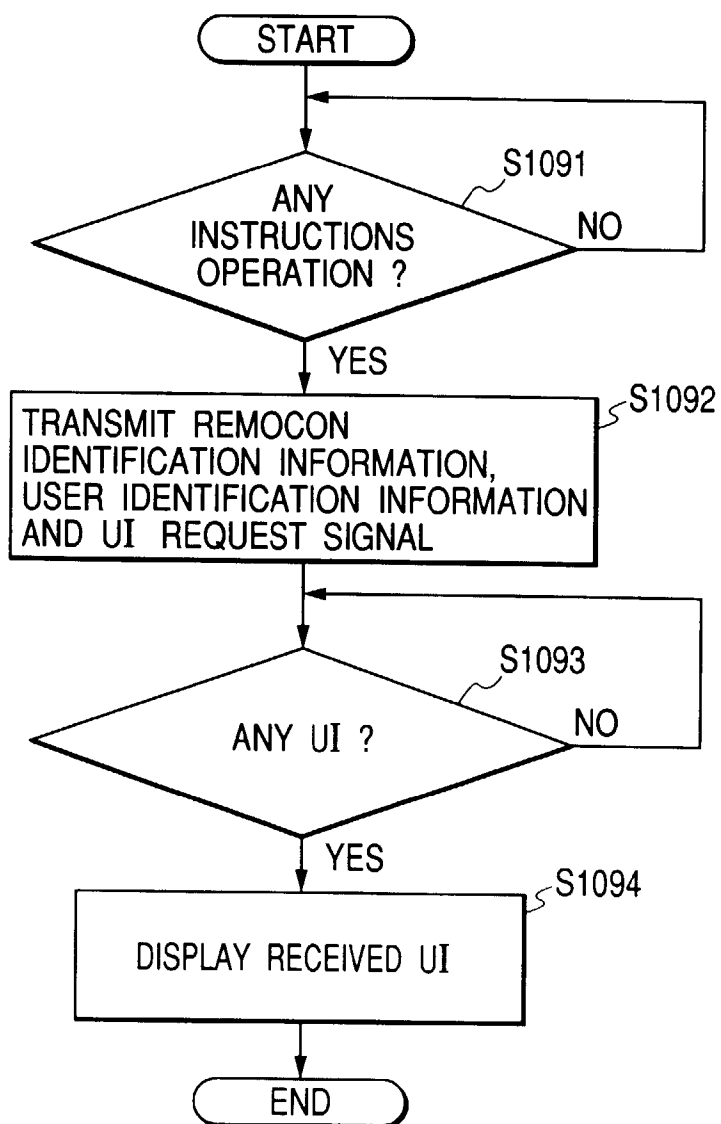 START
S1091
ANY
INSTRUCTIONS
OPERATION ?
NO
YES
S1092
TRANSMIT REMOCON
IDENTIFICATION INFORMATION,
USER IDENTIFICATION INFORMATION
AND UI REQUEST SIGNAL
S1093
ANY UI ?
NO
YES
S1094
DISPLAY RECEIVED UI
END